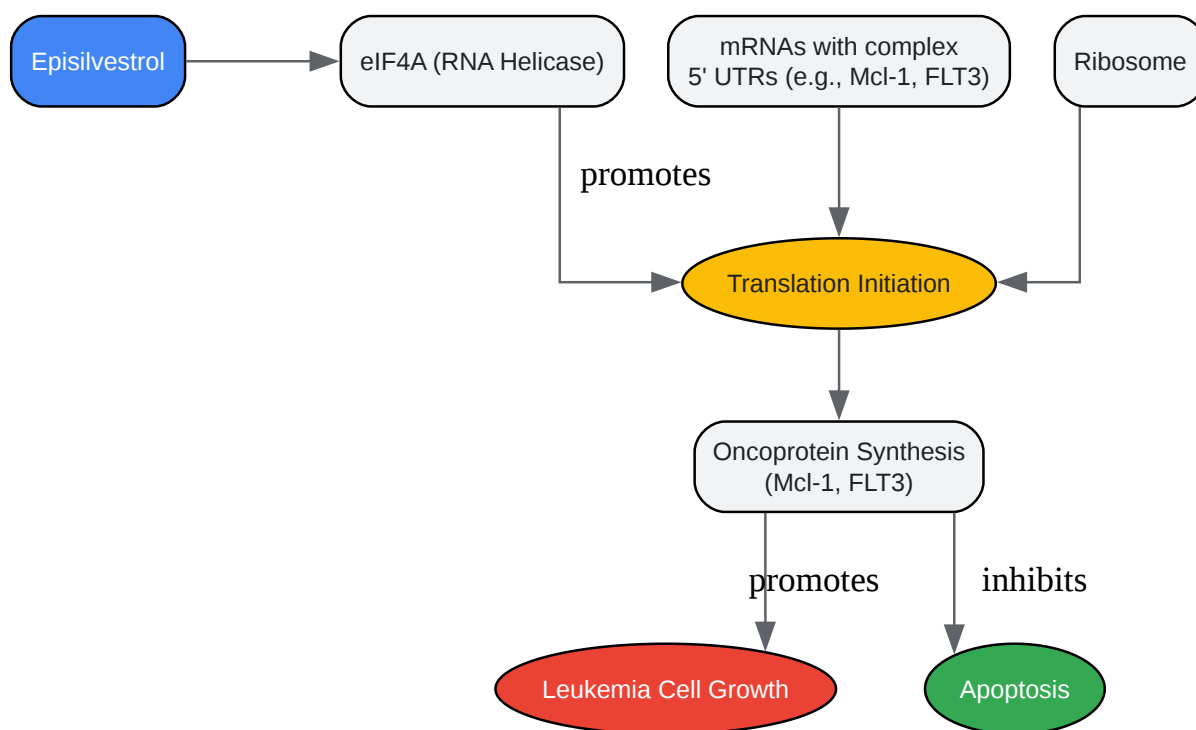 Episilvestrol
eIF4A (RNA Helicase)
mRNAs with complex
5' UTRs (e.g., Mcl-1, FLT3)
Ribosome
promotes
Translation Initiation
Oncoprotein Synthesis
(Mcl-1, FLT3)
promotes
inhibits
Leukemia Cell Growth
Apoptosis